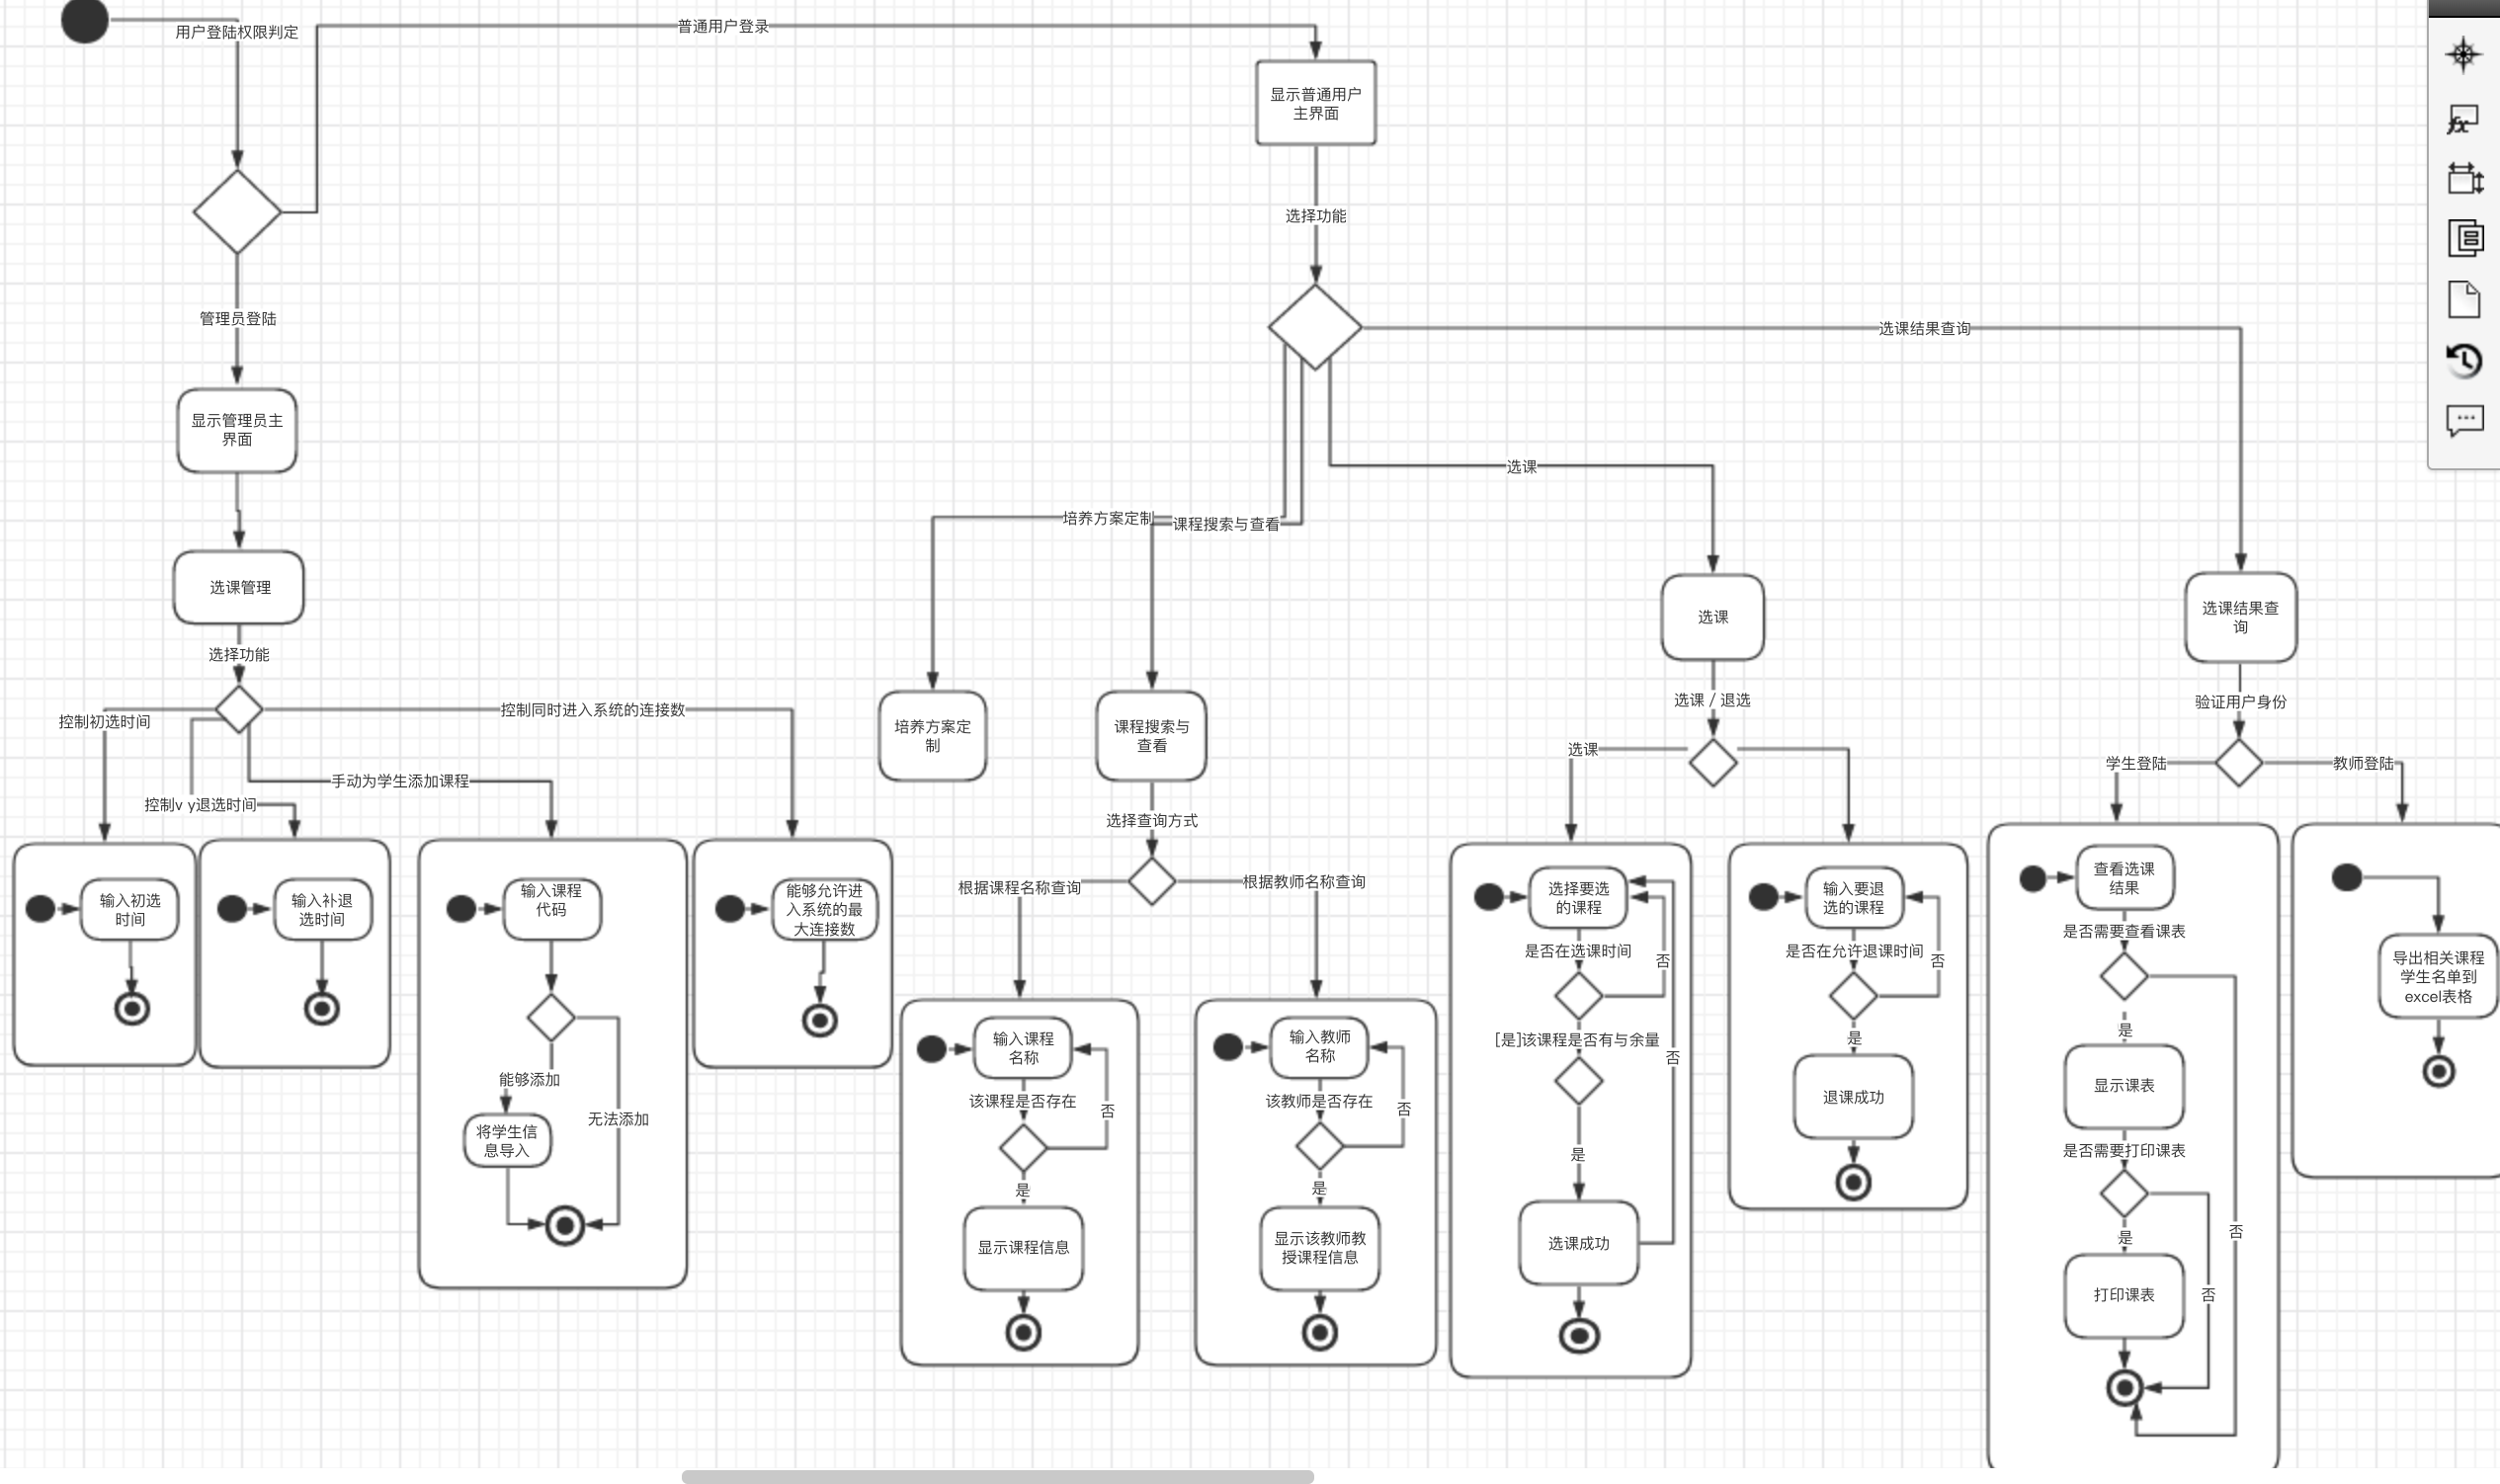 用户登陆权限判定
普通用户登录
显示普通用户
主界面
选择功能
管理员登陆
选课结果查询
显示管理员主
界面
选课
培养方案定制
课程搜索与查看
选课管理
选课
选课结果查
询
选择功能
选课 / 退选
验证用户身份
控制初选时间
控制同时进入系统的连接数
培养方案定
制
课程搜索与
查看
选课
学生登陆
教师登陆
手动为学生添加课程
控制v y退选时间
选择查询方式
根据课程名称查询
根据教师名称查询
输入初选
时间
输入补退
选时间
输入课程
代码
能够允许进
入系统的最
大连接数
选择要选
的课程
输入要退
选的课程
查看选课
结果
是否需要查看课表
是否在选课时间
否
是否在允许退课时间
否
导出相关课程
学生名单到
excel表格
输入课程
名称
输入教师
名称
[是]该课程是否有与余量
否
是
是
能够添加
无法添加
该课程是否存在
否
该教师是否存在
否
退课成功
显示课表
将学生信
息导入
是
是
是
是否需要打印课表
否
是
显示课程信息
显示该教师教
授课程信息
选课成功
打印课表
否